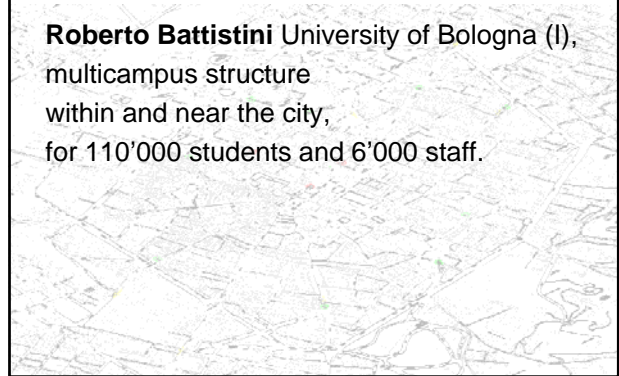 Roberto Battistini University of Bologna (I),
multicampus structure
within and near the city,
for 110’000 students and 6’000 staff.